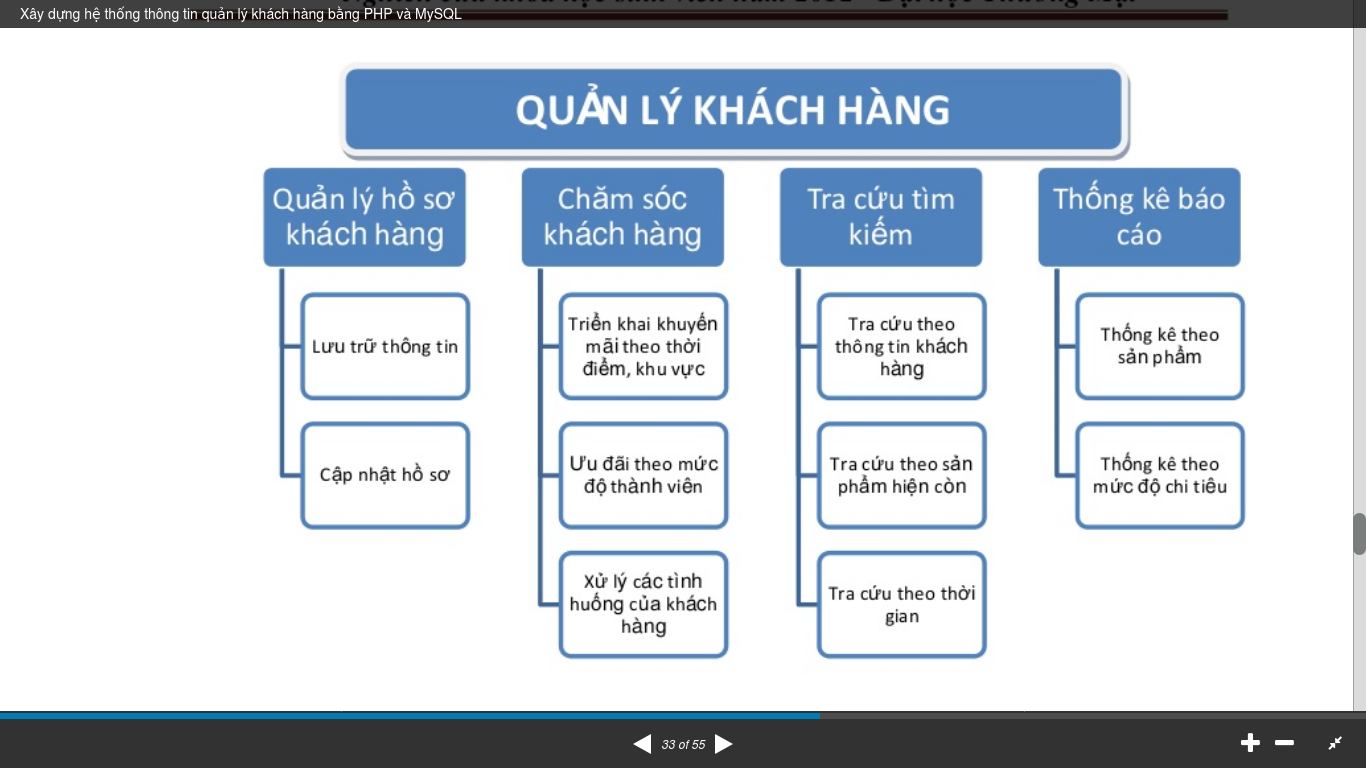 Xây dựng hệ thống thông tin quản lý khách hàng bằng PHP và MySQL
QUẢN LÝ KHÁCH HÀNG
Quản lý hồ sơ
khách hàng
Lưu trữ thông tin
Cập nhật hồ sơ
Chăm sóc
khách hàng
Triển khai khuyến
mãi theo thời
điểm, khu vực
Ưu đãi theo mức
độ thành viên
Xử lý các tình
huống của khách
hàng
Tra cứu tìm
kiếm
Tra cứu theo
thông tin khách
hàng
Tra cứu theo sản
phẩm hiện còn
Tra cứu theo thời
gian
Thống kê báo
cáo
Thống kê theo
sản phẩm
Thống kê theo
mức độ chi tiêu
33 of 55